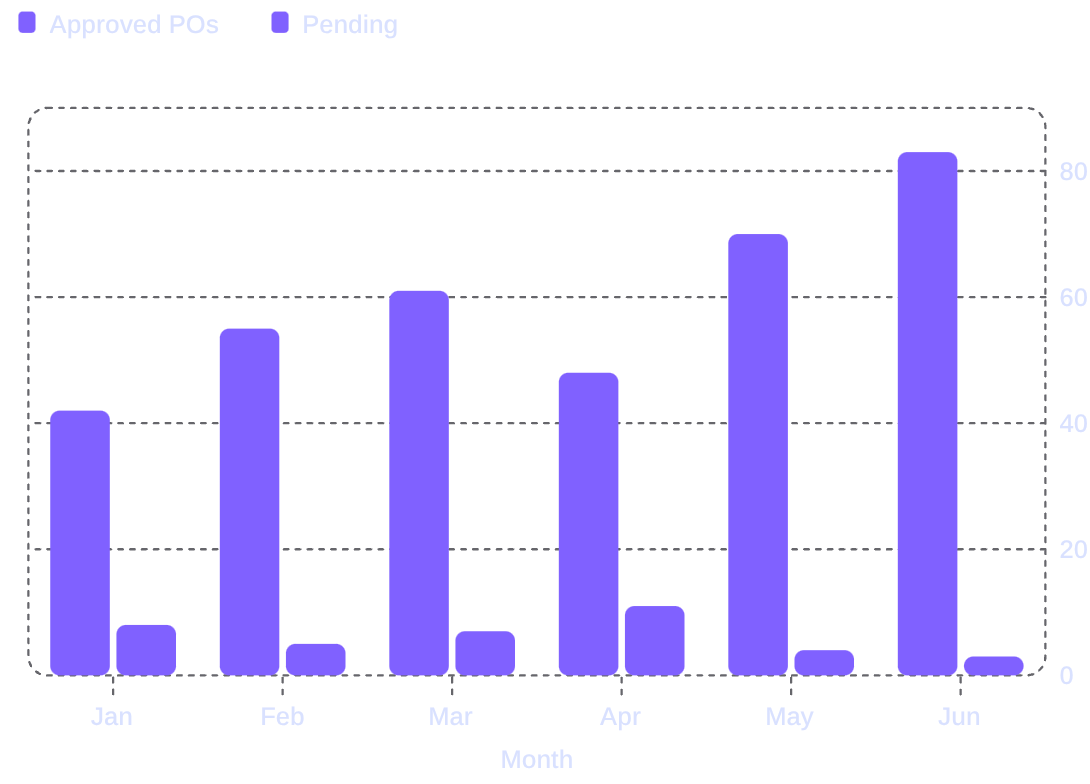 Approved POs
Pending
80
60
40
20
0
Jan
Feb
Mar
Apr
May
Jun
Month